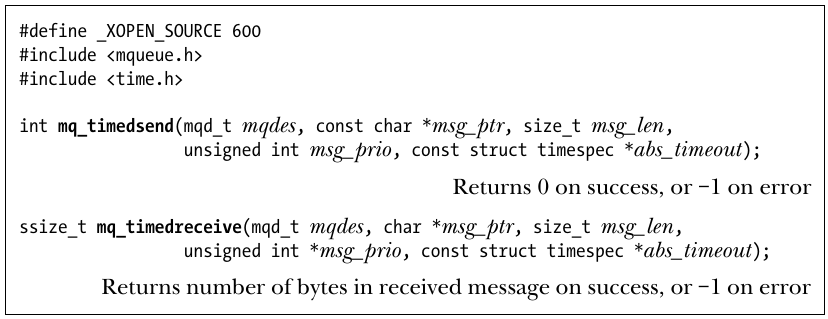 #define _XOPEN_SOURCE 600
#include <mqueue.h>
#include <time.h>
int mq_timedsend(mqd_t mqdes, const char *msg_ptr, size_t msg_len,
unsigned int msg_prio, const struct timespec *abs_timeout);
Returns 0 on success, or −1 on error
ssize_t mq_timedreceive(mqd_t mqdes, char *msg_ptr, size_t msg_len,
unsigned int *msg_prio, const struct timespec *abs_timeout);
Returns number of bytes in received message on success, or −1 on error